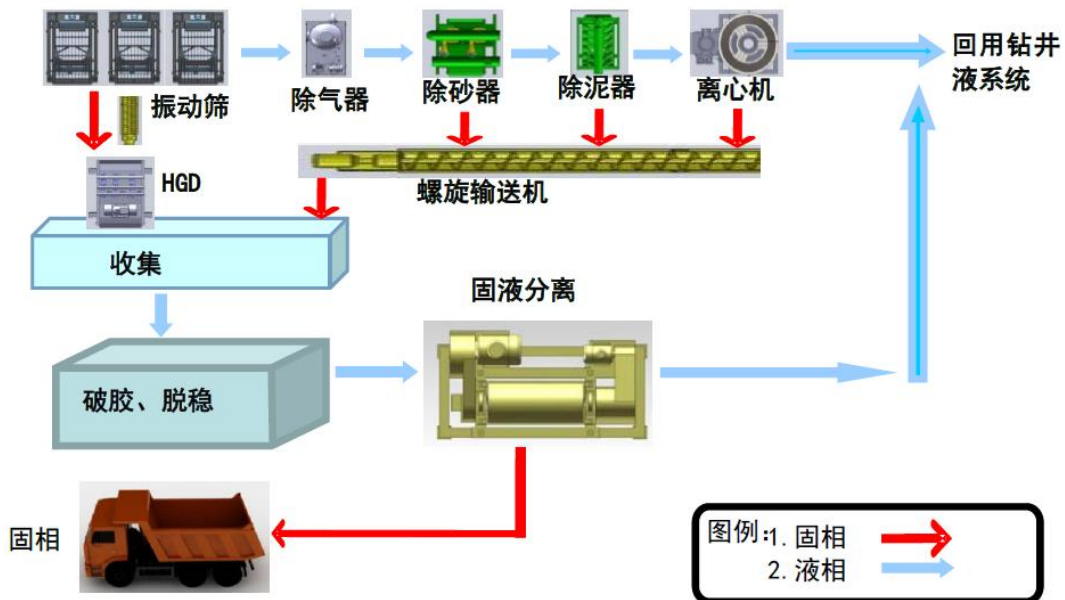 振动筛
除气器
除砂器
除泥器
离心机
回用钻井
液系统
HGD
螺旋输送机
收集
固液分离
破胶、脱稳
固相
图例:1. 固相
2. 液相